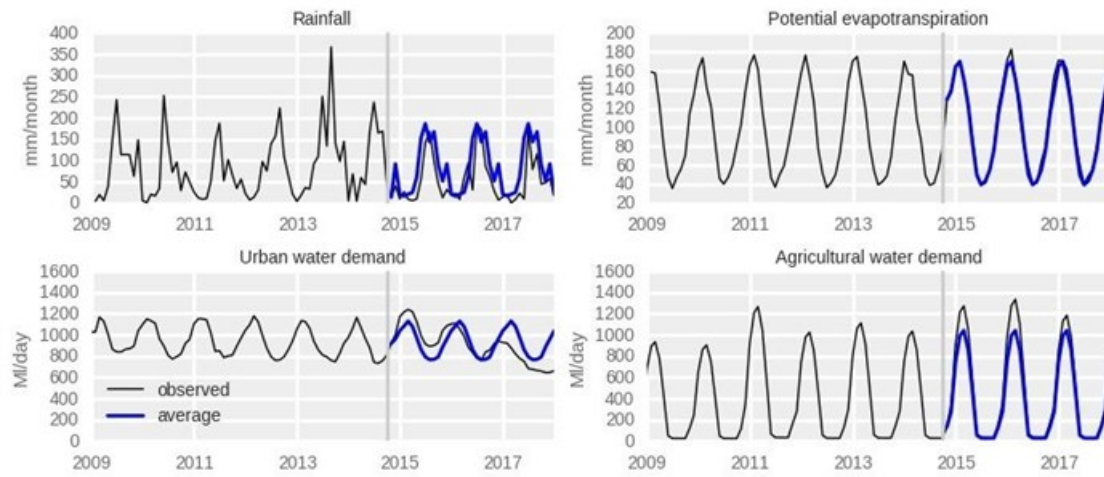 Rainfall
mm/month
400
350
300
250
200
150
100
50
0
2009 2011 2013 2015 2017
Potential evapotranspiration
mm/month
200
180
160
140
120
100
80
60
40
20
2009 2011 2013 2015 2017
Urban water demand
Ml/day
1600
1400
1200
1000
800
600
400
200
0
observed
average
2009 2011 2013 2015 2017
Agricultural water demand
Ml/day
1600
1400
1200
1000
800
600
400
200
0
2009 2011 2013 2015 2017